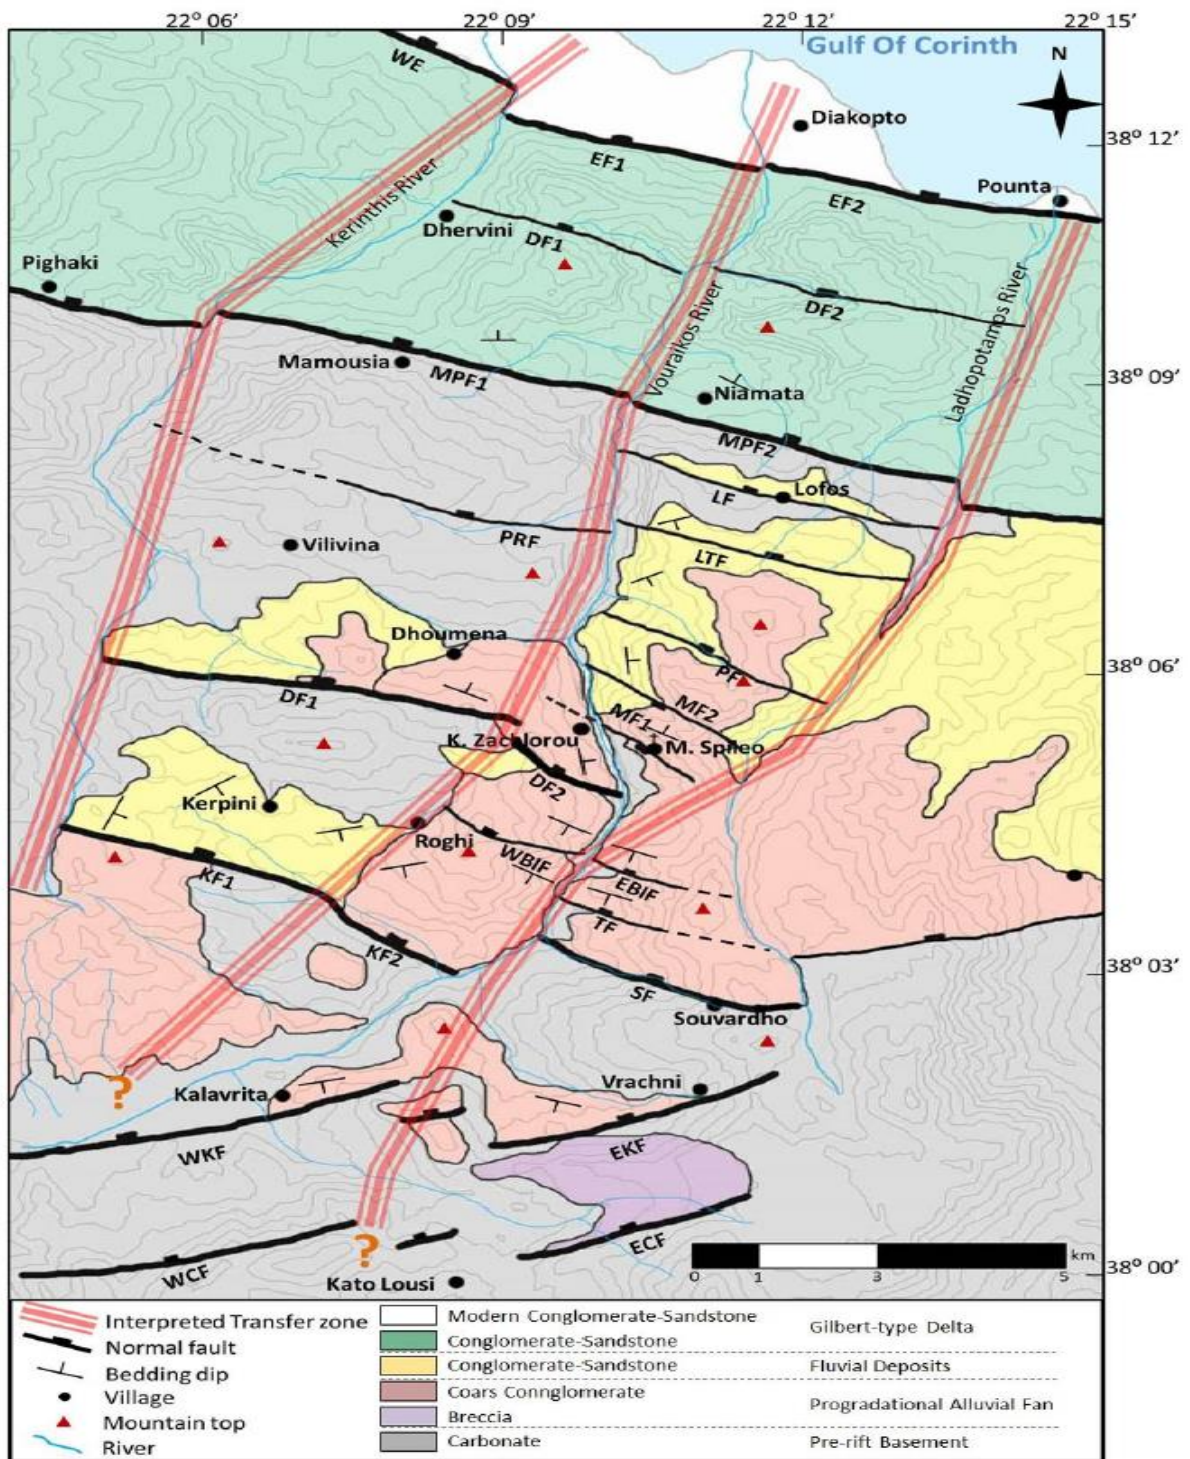 22° 06’ 22° 09’ 22° 12’ 22° 15’
Gulf Of Corinth
N
WE
Diakopto
38° 12’
EF1
Pounta
EF2
Kerinthis River
Dhervini
DF1
Pighaki
Vouraikos River
DF2
Ladhopotamos River
Mamousia
MPF1
38° 09’
Niamata
MPF2
LF
Lofos
PRF
Vilivina
LTF
Dhoumena
PF
38° 06’
DF1
MF2
MF1
K. Zachlorou
M. Spileo
DF2
Kerpini
Roghi
WBIF
KF1
EBIF
TF
KF2
38° 03’
SF
Souvardho
?
Kalavrita
Vrachni
WKF
EKF
ECF
?
WCF
Kato Lousi
km
0 1 3 5
38° 00’
Interpreted Transfer zone
Normal fault
Bedding dip
Village
Mountain top
River
Modern Conglomerate-Sandstone
Gilbert-type Delta
Conglomerate-Sandstone
Conglomerate-Sandstone Fluvial Deposits
Coars Connglomerate
Progradational Alluvial Fan
Breccia
Carbonate Pre-rift Basement